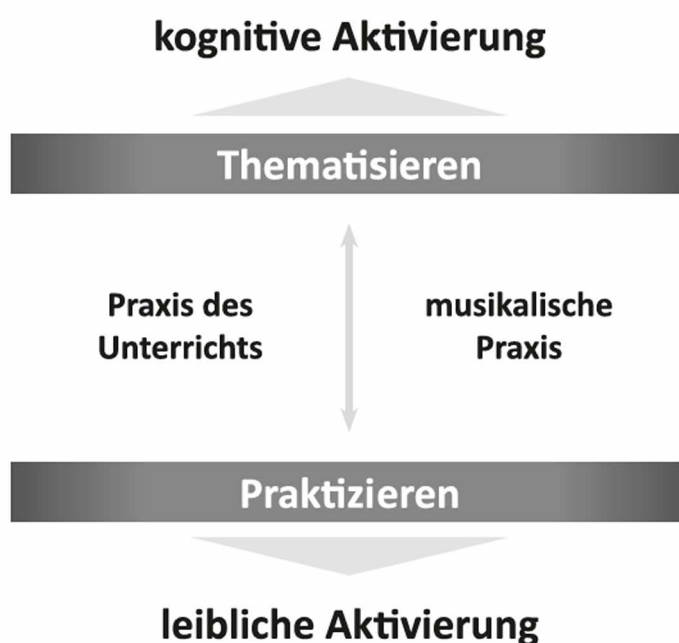 kognitive Aktivierung
Thematisieren
Praxis des
Unterrichts
musikalische
Praxis
Praktizieren
leibliche Aktivierung